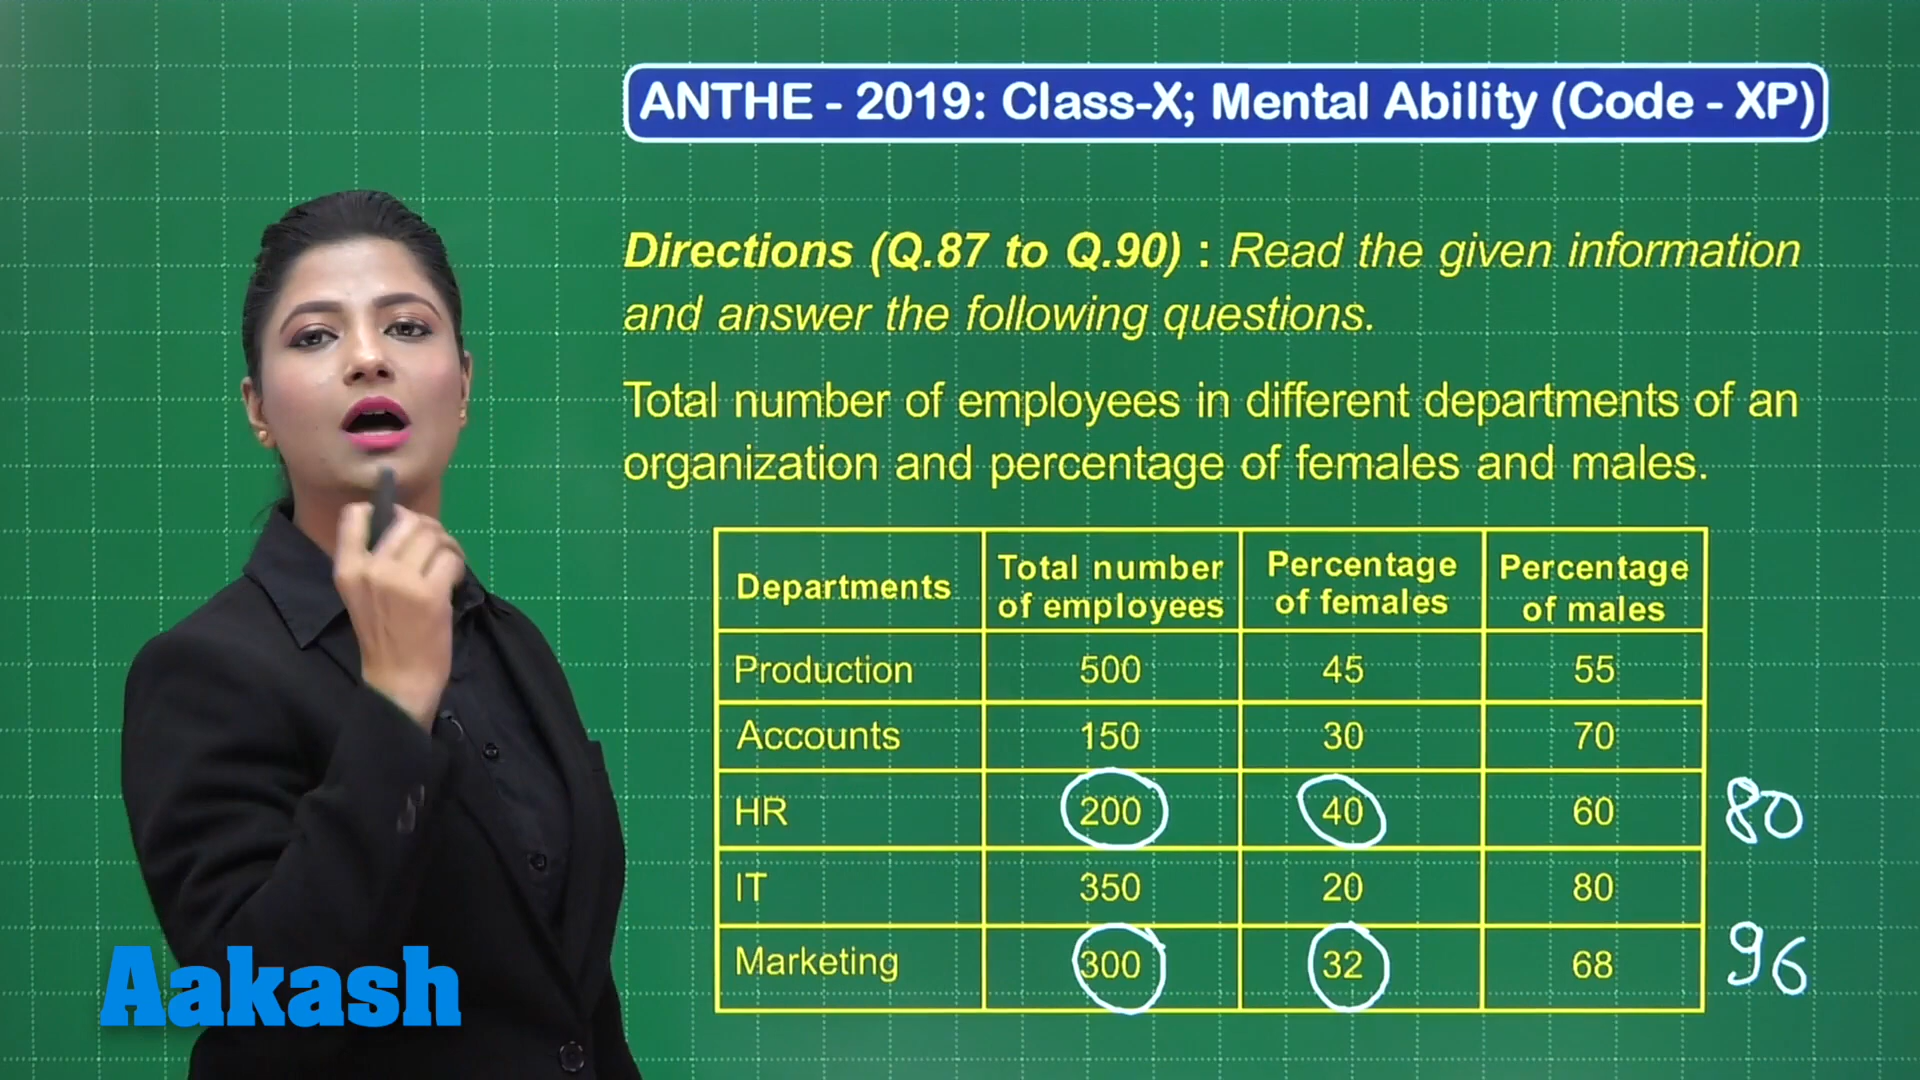 ANTHE - 2019: Class-X; Mental Ability (Code - XP)
Directions (Q.87 to Q.90) : Read the given information
and answer the following questions.
Total number of employees in different departments of an
organization and percentage of females and males.
Departments Total number of employees Percentage of females Percentage of males
Production 500 45 55
Accounts 150 30 70
HR 200 40 60 80
IT 350 20 80
Marketing 300 32 68 96
Aakash